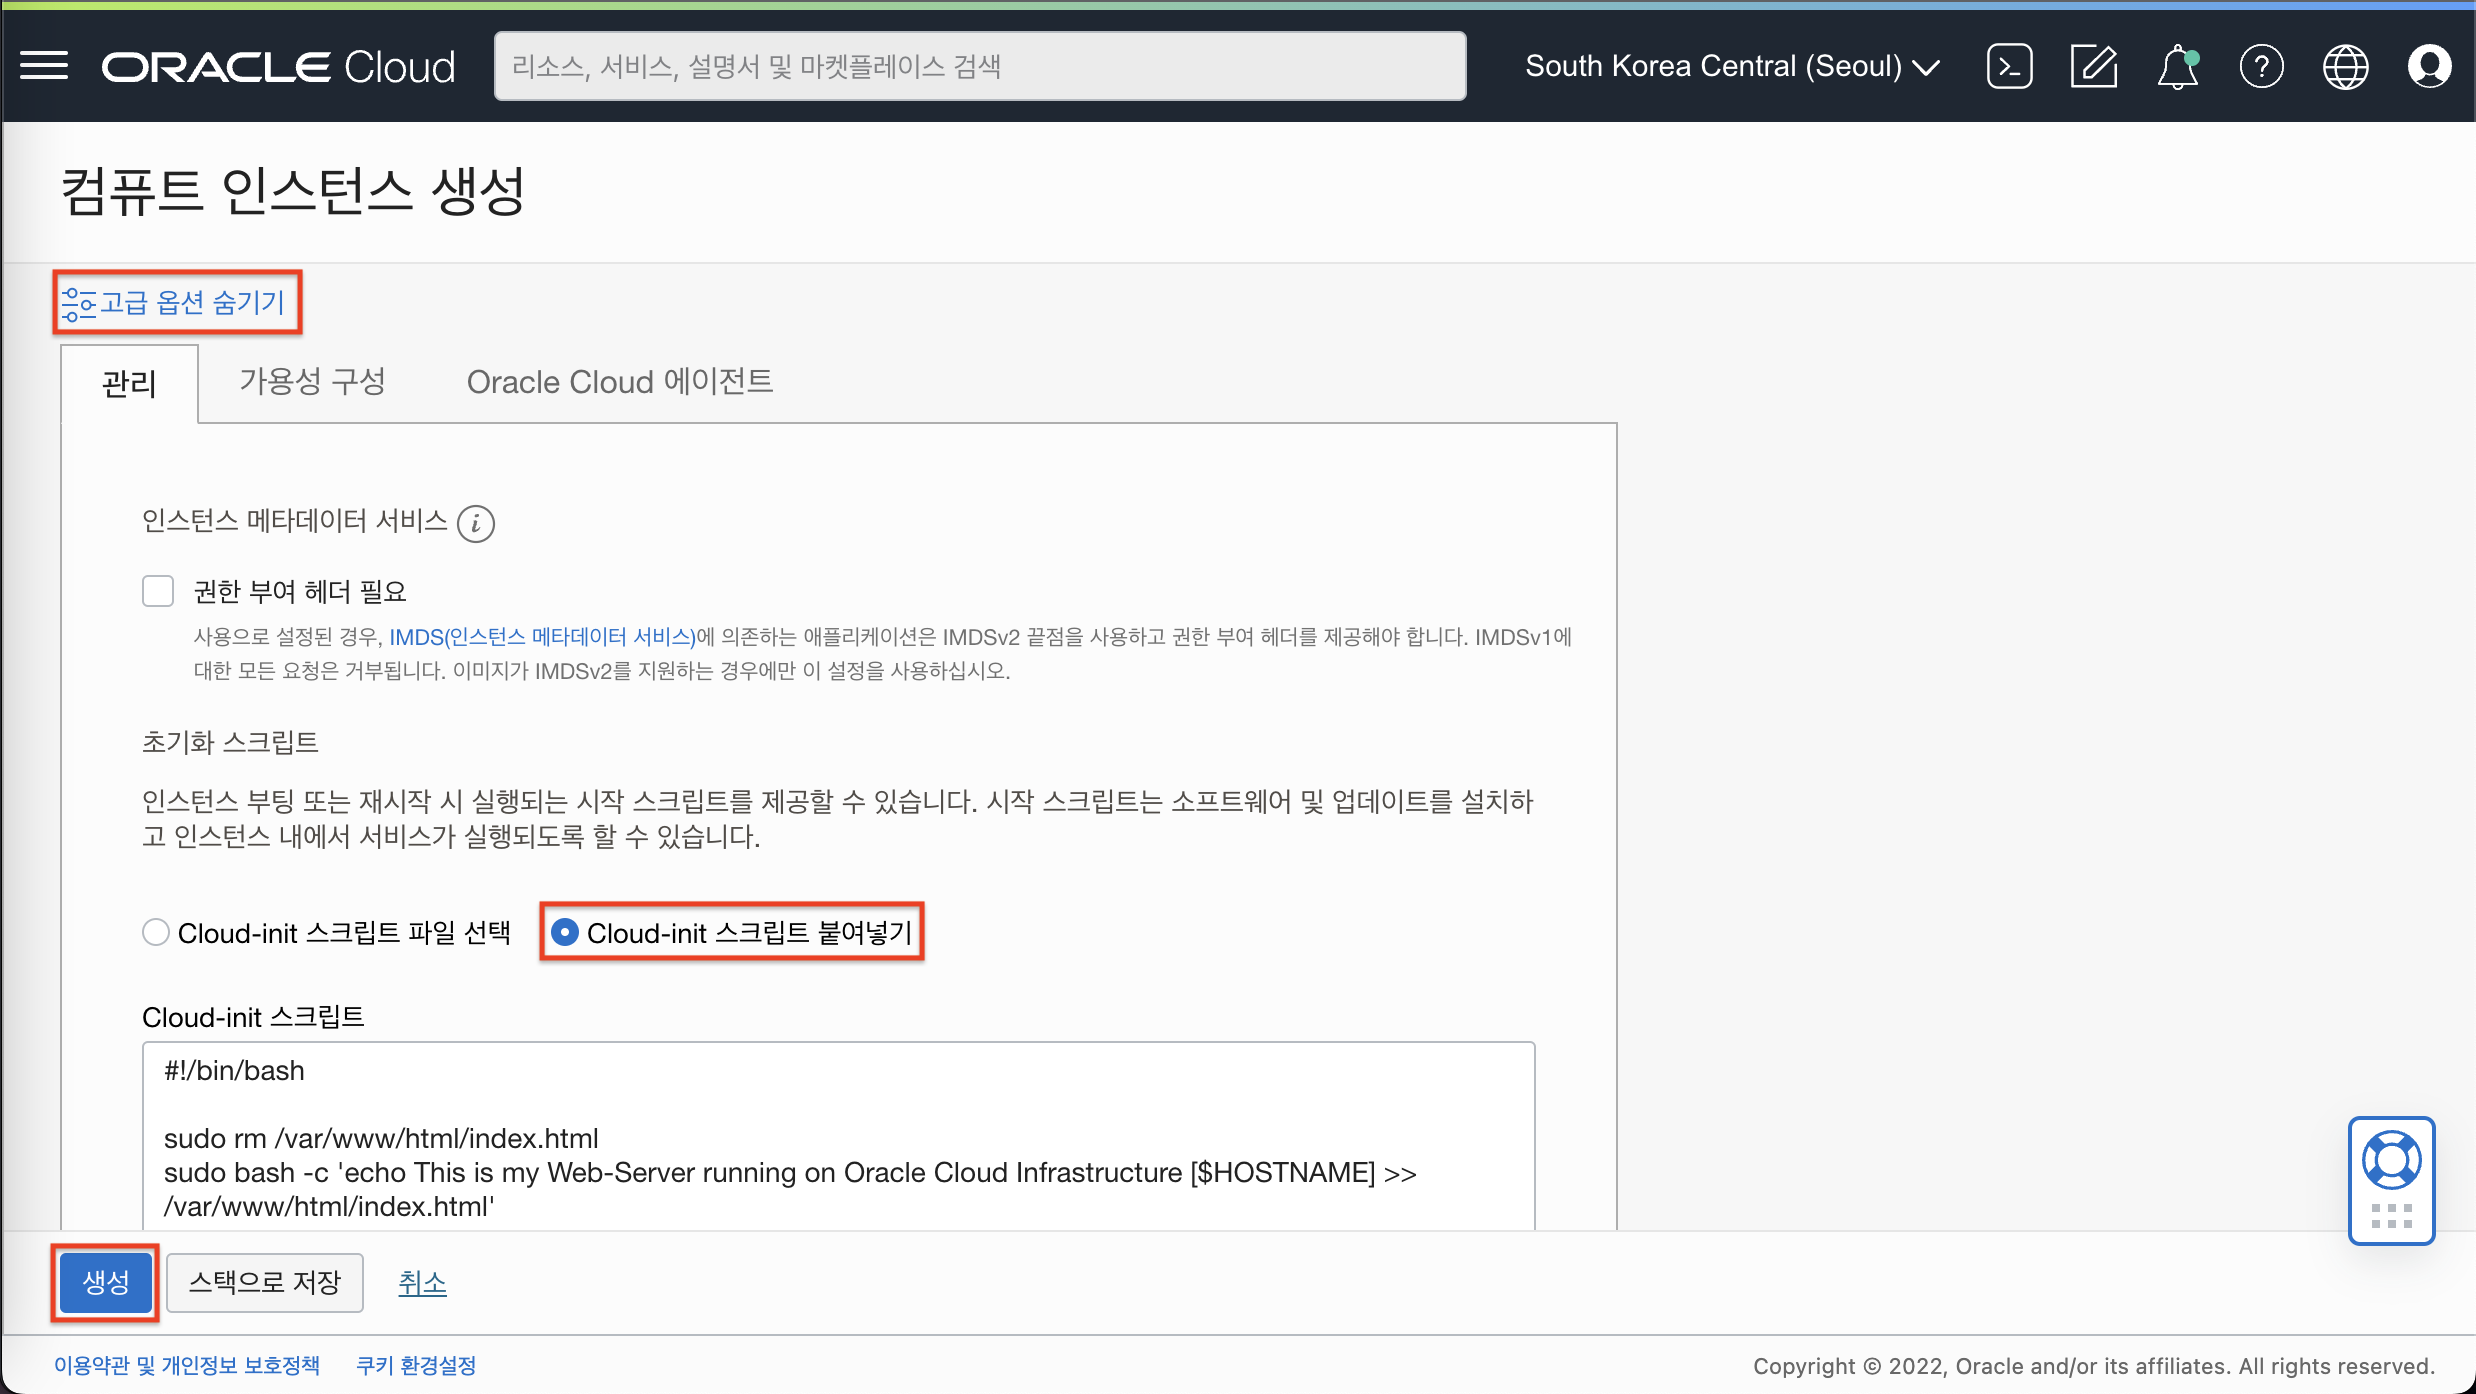 ORACLE Cloud
리소스, 서비스, 설명서 및 마켓플레이스 검색
South Korea Central (Seoul)
컴퓨트 인스턴스 생성
고급 옵션 숨기기
관리
가용성 구성
Oracle Cloud 에이전트
인스턴스 메타데이터 서비스
권한 부여 헤더 필요
사용으로 설정된 경우, IMDS(인스턴스 메타데이터 서비스)에 의존하는 애플리케이션은 IMDSv2 끝점을 사용하고 권한 부여 헤더를 제공해야 합니다. IMDSv1에
대한 모든 요청은 거부됩니다. 이미지가 IMDSv2를 지원하는 경우에만 이 설정을 사용하십시오.
초기화 스크립트
인스턴스 부팅 또는 재시작 시 실행되는 시작 스크립트를 제공할 수 있습니다. 시작 스크립트는 소프트웨어 및 업데이트를 설치하
고 인스턴스 내에서 서비스가 실행되도록 할 수 있습니다.
Cloud-init 스크립트 파일 선택
Cloud-init 스크립트 붙여넣기
Cloud-init 스크립트
#!/bin/bash
sudo rm /var/www/html/index.html
sudo bash -c 'echo This is my Web-Server running on Oracle Cloud Infrastructure [$HOSTNAME] >>
/var/www/html/index.html'
생성
스택으로 저장
취소
이용약관 및 개인정보 보호정책
쿠키 환경설정
Copyright © 2022, Oracle and/or its affiliates. All rights reserved.